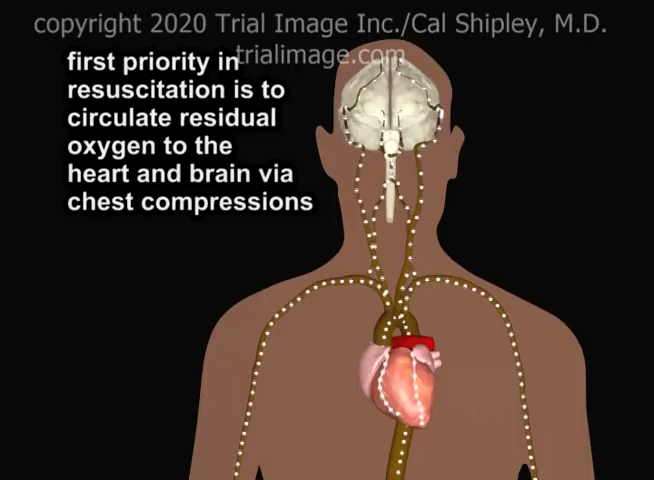 copyright 2020 Trial Image Inc./Cal Shipley, M.D.
trialimage.com
first priority in
resuscitation is to
circulate residual
oxygen to the
heart and brain via
chest compressions